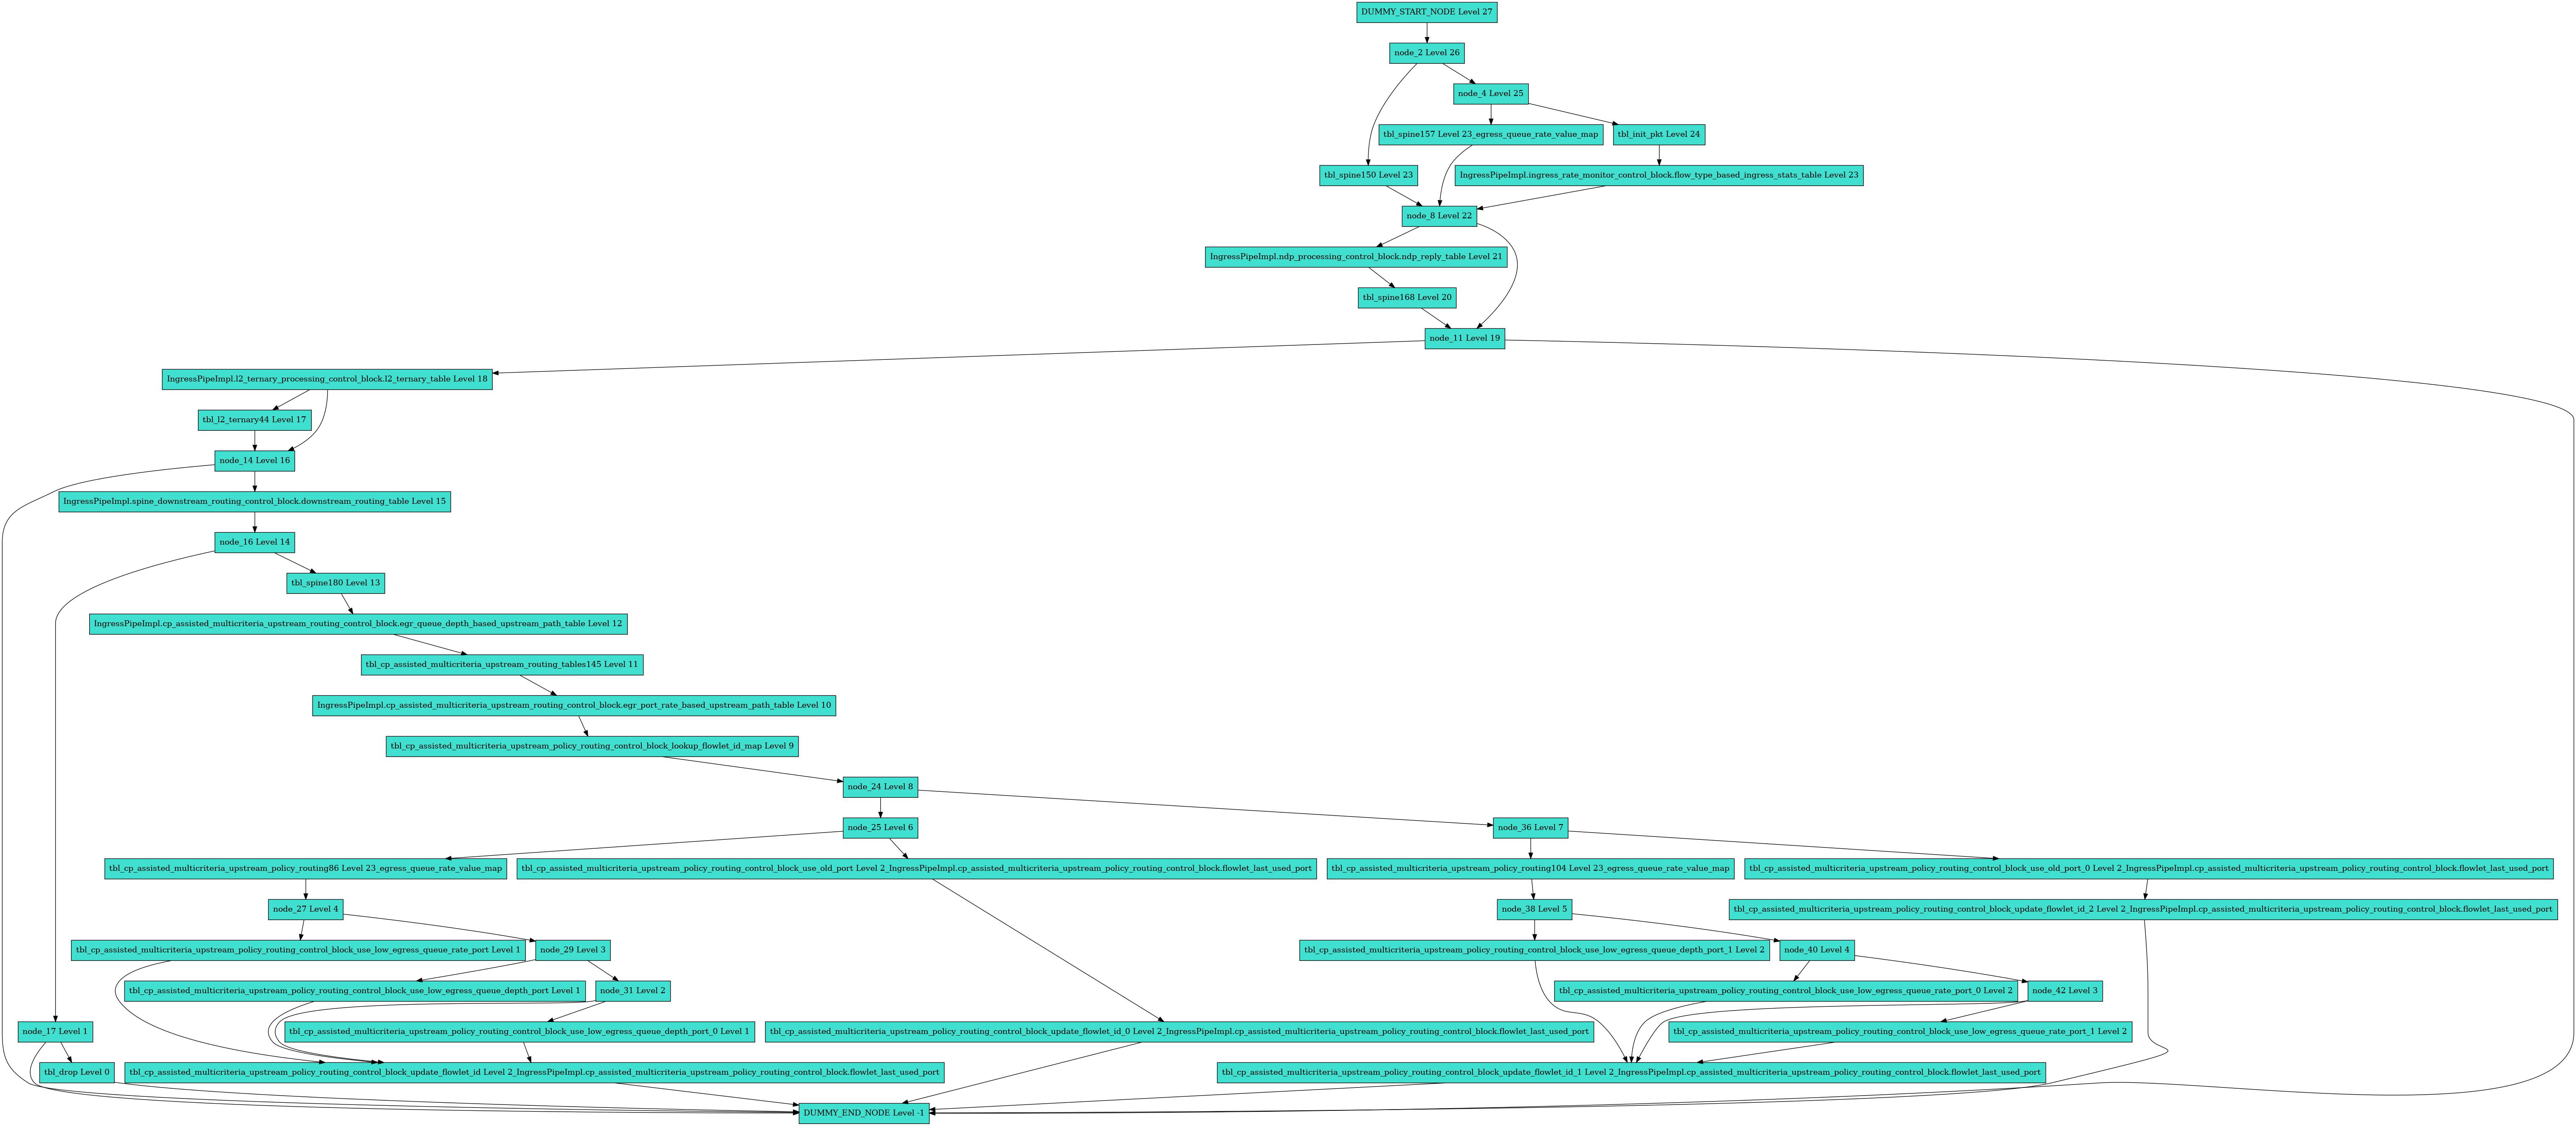 DUMMY_START_NODE Level 27
node_2 Level 26
node_4 Level 25
tbl_spine157 Level 23_egress_queue_rate_value_map
tbl_init_pkt Level 24
tbl_spine150 Level 23
IngressPipeImpl.ingress_rate_monitor_control_block.flow_type_based_ingress_stats_table Level 23
node_8 Level 22
IngressPipeImpl.ndp_processing_control_block.ndp_reply_table Level 21
tbl_spine168 Level 20
node_11 Level 19
IngressPipeImpl.l2_ternary_processing_control_block.l2_ternary_table Level 18
tbl_l2_ternary44 Level 17
node_14 Level 16
IngressPipeImpl.spine_downstream_routing_control_block.downstream_routing_table Level 15
node_16 Level 14
tbl_spine180 Level 13
IngressPipeImpl.cp_assisted_multicriteria_upstream_routing_control_block.egr_queue_depth_based_upstream_path_table Level 12
tbl_cp_assisted_multicriteria_upstream_routing_tables145 Level 11
IngressPipeImpl.cp_assisted_multicriteria_upstream_routing_control_block.egr_port_rate_based_upstream_path_table Level 10
tbl_cp_assisted_multicriteria_upstream_policy_routing_control_block_lookup_flowlet_id_map Level 9
node_24 Level 8
node_25 Level 6
node_36 Level 7
tbl_cp_assisted_multicriteria_upstream_policy_routing86 Level 23_egress_queue_rate_value_map
tbl_cp_assisted_multicriteria_upstream_policy_routing_control_block_use_old_port Level 2_IngressPipeImpl.cp_assisted_multicriteria_upstream_policy_routing_control_block.flowlet_last_used_port
tbl_cp_assisted_multicriteria_upstream_policy_routing104 Level 23_egress_queue_rate_value_map
tbl_cp_assisted_multicriteria_upstream_policy_routing_control_block_use_old_port_0 Level 2_IngressPipeImpl.cp_assisted_multicriteria_upstream_policy_routing_control_block.flowlet_last_used_port
node_27 Level 4
node_38 Level 5
tbl_cp_assisted_multicriteria_upstream_policy_routing_control_block_update_flowlet_id_2 Level 2_IngressPipeImpl.cp_assisted_multicriteria_upstream_policy_routing_control_block.flowlet_last_used_port
tbl_cp_assisted_multicriteria_upstream_policy_routing_control_block_use_low_egress_queue_rate_port Level 1
node_29 Level 3
tbl_cp_assisted_multicriteria_upstream_policy_routing_control_block_use_low_egress_queue_depth_port_1 Level 2
node_40 Level 4
tbl_cp_assisted_multicriteria_upstream_policy_routing_control_block_use_low_egress_queue_depth_port Level 1
node_31 Level 2
tbl_cp_assisted_multicriteria_upstream_policy_routing_control_block_use_low_egress_queue_rate_port_0 Level 2
node_42 Level 3
node_17 Level 1
tbl_cp_assisted_multicriteria_upstream_policy_routing_control_block_use_low_egress_queue_depth_port_0 Level 1
tbl_cp_assisted_multicriteria_upstream_policy_routing_control_block_update_flowlet_id_0 Level 2_IngressPipeImpl.cp_assisted_multicriteria_upstream_policy_routing_control_block.flowlet_last_used_port
tbl_cp_assisted_multicriteria_upstream_policy_routing_control_block_use_low_egress_queue_rate_port_1 Level 2
tbl_drop Level 0
tbl_cp_assisted_multicriteria_upstream_policy_routing_control_block_update_flowlet_id Level 2_IngressPipeImpl.cp_assisted_multicriteria_upstream_policy_routing_control_block.flowlet_last_used_port
tbl_cp_assisted_multicriteria_upstream_policy_routing_control_block_update_flowlet_id_1 Level 2_IngressPipeImpl.cp_assisted_multicriteria_upstream_policy_routing_control_block.flowlet_last_used_port
DUMMY_END_NODE Level -1